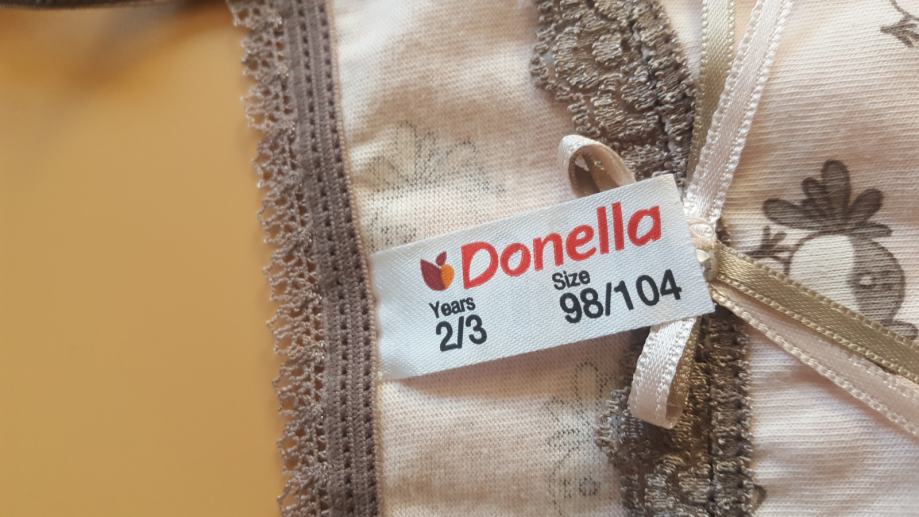 Donella
Years Size
2/3 98/104